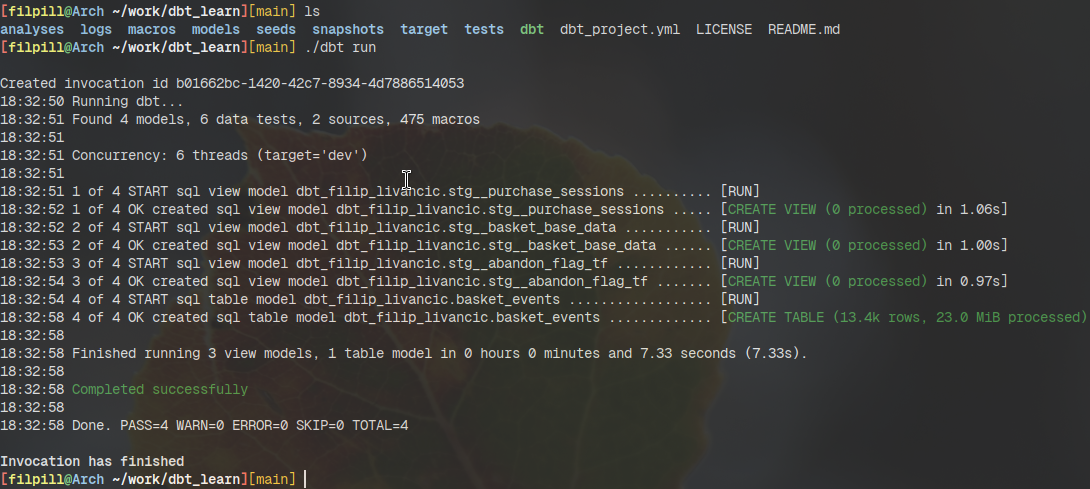 [filpill@Arch ~/work/dbt_learn][main] ls
analyses  logs  macros  models  seeds  snapshots  target  tests  dbt  dbt_project.yml  LICENSE  README.md
[filpill@Arch ~/work/dbt_learn][main] ./dbt run
Created invocation id b01662bc-1420-42c7-8934-4d7886514053
18:32:50 Running dbt...
18:32:51 Found 4 models, 6 data tests, 2 sources, 475 macros
18:32:51
18:32:51 Concurrency: 6 threads (target='dev')
18:32:51
18:32:51 1 of 4 START sql view model dbt_filip_livancic.stg__purchase_sessions .......... [RUN]
18:32:52 1 of 4 OK created sql view model dbt_filip_livancic.stg__purchase_sessions ..... [CREATE VIEW (0 processed) in 1.06s]
18:32:52 2 of 4 START sql view model dbt_filip_livancic.stg__basket_base_data ........... [RUN]
18:32:53 2 of 4 OK created sql view model dbt_filip_livancic.stg__basket_base_data ...... [CREATE VIEW (0 processed) in 1.00s]
18:32:53 3 of 4 START sql view model dbt_filip_livancic.stg__abandon_flag_tf ............ [RUN]
18:32:54 3 of 4 OK created sql view model dbt_filip_livancic.stg__abandon_flag_tf ....... [CREATE VIEW (0 processed) in 0.97s]
18:32:54 4 of 4 START sql table model dbt_filip_livancic.basket_events .................. [RUN]
18:32:58 4 of 4 OK created sql table model dbt_filip_livancic.basket_events ............. [CREATE TABLE (13.4k rows, 23.0 MiB processed)
18:32:58
18:32:58 Finished running 3 view models, 1 table model in 0 hours 0 minutes and 7.33 seconds (7.33s).
18:32:58
18:32:58 Completed successfully
18:32:58
18:32:58 Done. PASS=4 WARN=0 ERROR=0 SKIP=0 TOTAL=4
Invocation has finished
[filpill@Arch ~/work/dbt_learn][main]